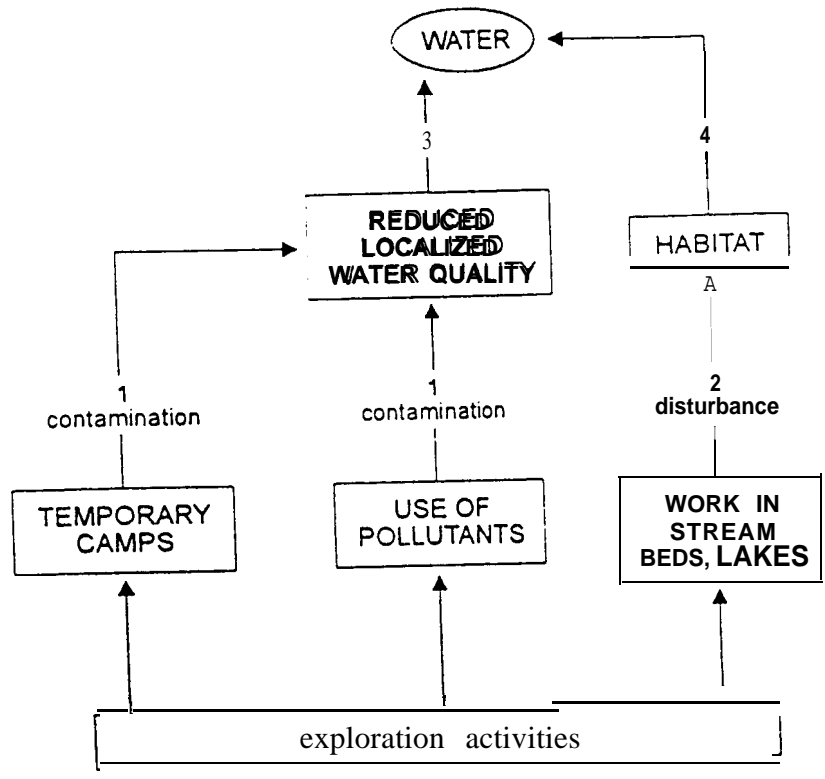 WATER
3
4
REDUCED
LOCALIZED
WATER QUALITY
HABITAT
A
1
contamination
1
contamination
2
disturbance
TEMPORARY
CAMPS
USE OF
POLLUTANTS
WORK IN
STREAM
BEDS, LAKES
exploration activities